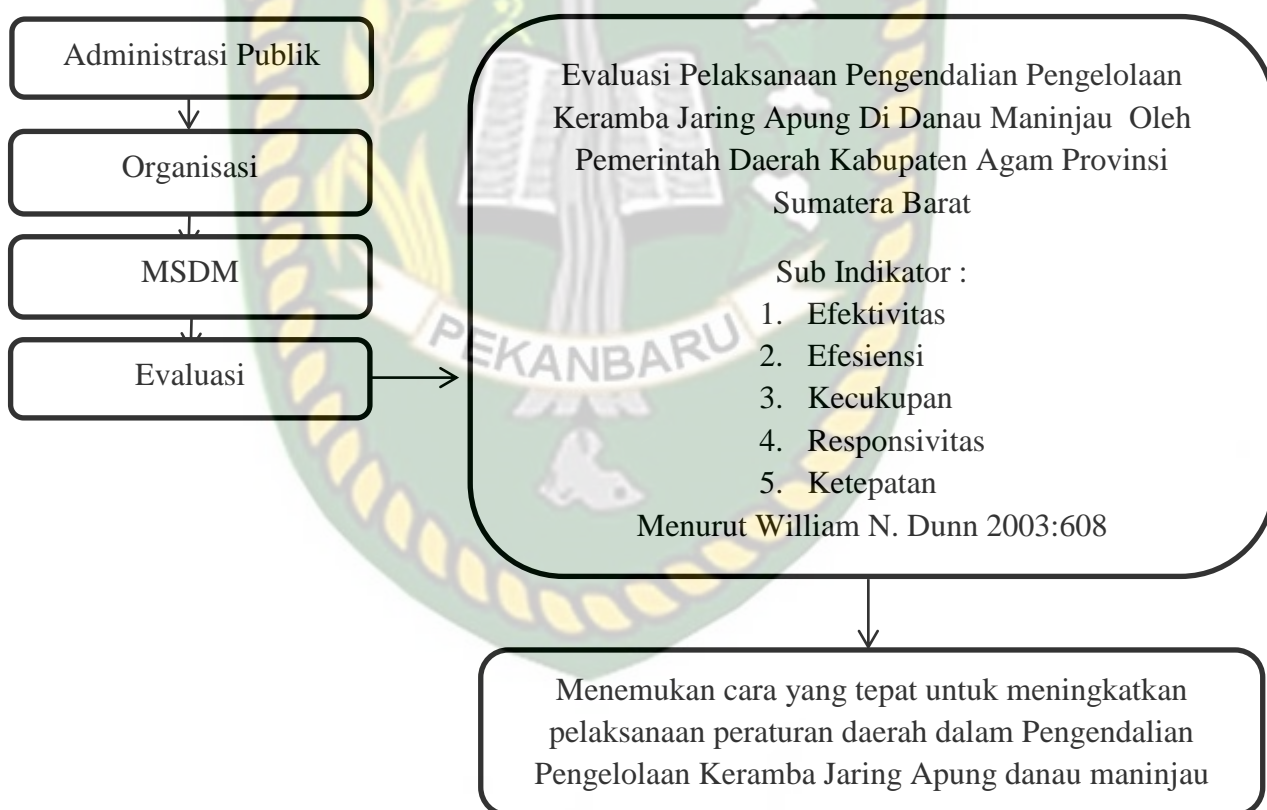 Administrasi Publik
Organisasi
MSDM
Evaluasi
Evaluasi Pelaksanaan Pengendalian Pengelolaan
Keramba Jaring Apung Di Danau Maninjau Oleh
Pemerintah Daerah Kabupaten Agam Provinsi
Sumatera Barat
Sub Indikator :
1. Efektivitas
2. Efesiensi
3. Kecukupan
4. Responsivitas
5. Ketepatan
Menurut William N. Dunn 2003:608
PEKANBARU
Menemukan cara yang tepat untuk meningkatkan
pelaksanaan peraturan daerah dalam Pengendalian
Pengelolaan Keramba Jaring Apung danau maninjau